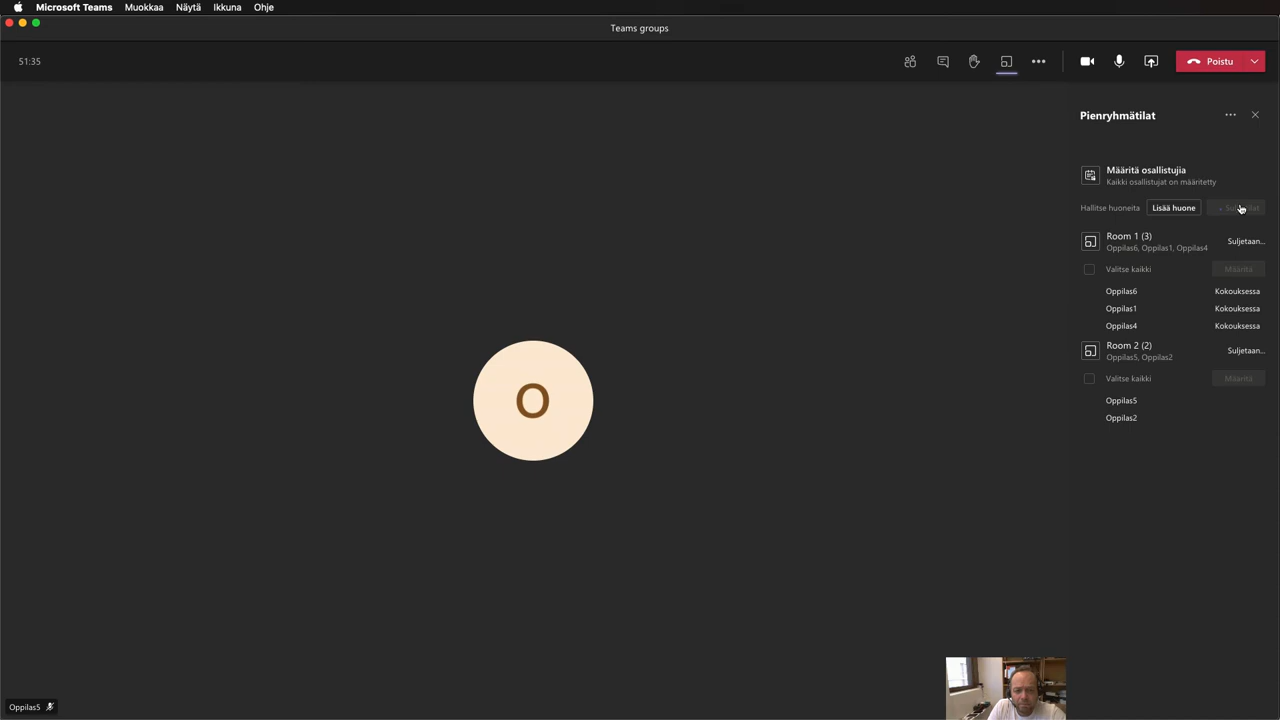 Microsoft Teams Muokkaa Näytä Ikkuna Ohje
Teams groups
51:35
Poistu
Pienryhmätilat
Määritä osallistujia
Kaikki osallistujat on määritetty
Hallitse huoneita Lisää huone
Room 1 (3)
Oppilas6, Oppilas1, Oppilas4
Suljetaan...
Valitse kaikki Määritä
Oppilas6 Kokouksessa
Oppilas1 Kokouksessa
Oppilas4 Kokouksessa
Room 2 (2)
Oppilas5, Oppilas2
Suljetaan...
Valitse kaikki Määritä
Oppilas5
Oppilas2
O
Oppilas5